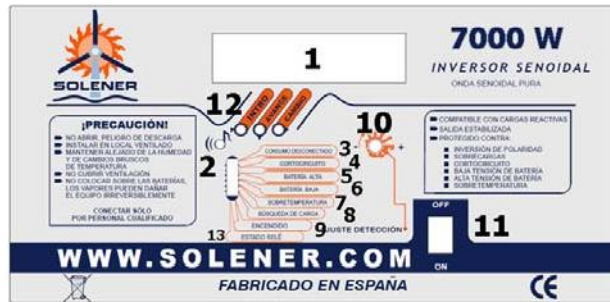 1
7000 W
INVERSOR SENOIDAL
ONDA SENOIDAL PURA
SOLENER
12
INTRO
AVANCE
CAMBIO
¡PRECAUCIÓN!
NO ABRIR, PELIGRO DE DESCARGA
INSTALAR EN LOCAL VENTILADO
MANTENER ALEJADO DE LA HUMEDAD
Y DE CAMBIOS BRUSCOS
DE TEMPERATURA
NO CUBRIR VENTILACIÓN
NO COLOCAR SOBRE LAS BATERÍAS,
LOS VAPORES PUEDEN DAÑAR
EL EQUIPO IRREVERSIBLEMENTE
CONECTAR SÓLO
POR PERSONAL CUALIFICADO
2
CONSUMO DESCONECTADO 3
CORTOCIRCUITO 4
BATERÍA ALTA 5
BATERÍA BAJA 6
SOBRETEMPERATURA 7
BÚSQUEDA DE CARGA 8
ENCENDIDO 9
13 ESTADO RELÉ
10
- +
AJUSTE DETECCIÓN
COMPATIBLE CON CARGAS REACTIVAS
SALIDA ESTABILIZADA
PROTEGIDO CONTRA:
INVERSIÓN DE POLARIDAD
SOBRECARGAS
CORTOCIRCUITO
BAJA TENSIÓN DE BATERÍA
ALTA TENSIÓN DE BATERÍA
SOBRETEMPERATURA
OFF
11
ON
WWW.SOLENER.COM
FABRICADO EN ESPAÑA
CE